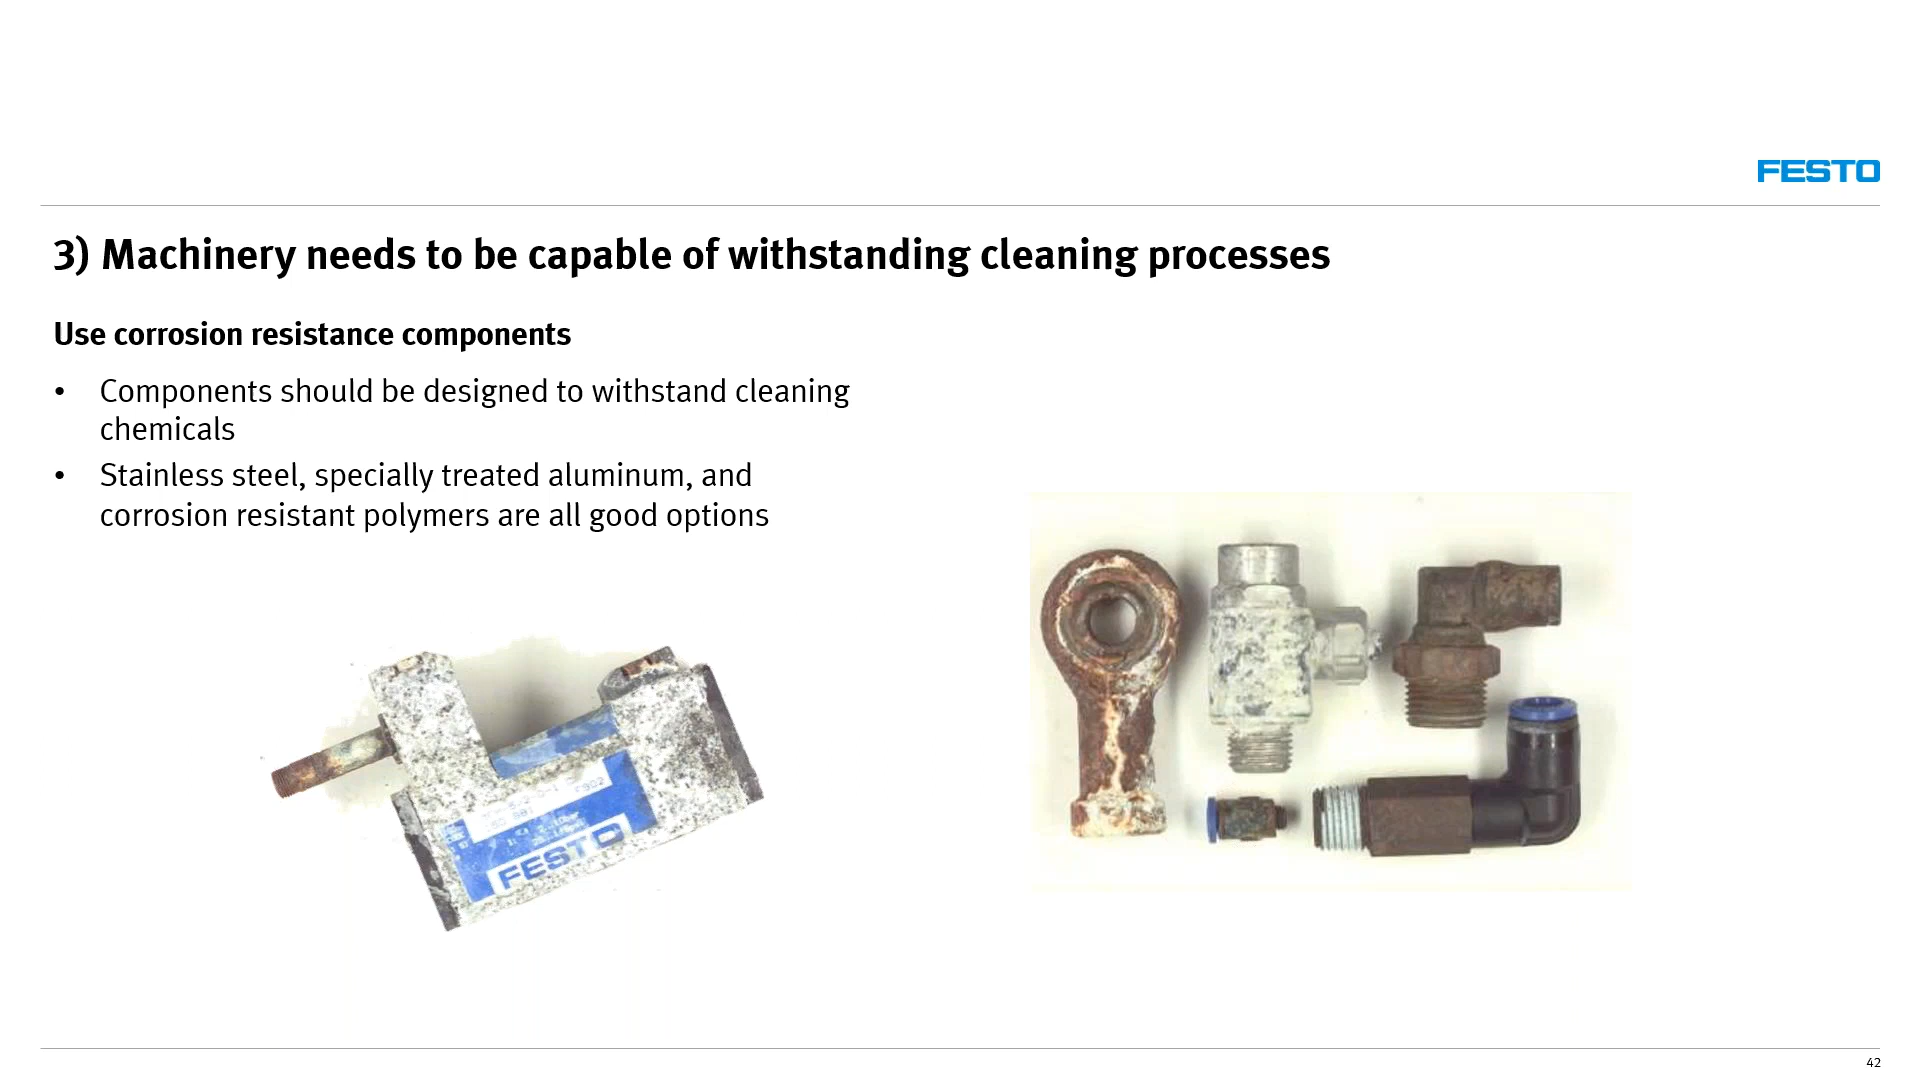 FESTO
3) Machinery needs to be capable of withstanding cleaning processes
Use corrosion resistance components
• Components should be designed to withstand cleaning
chemicals
• Stainless steel, specially treated aluminum, and
corrosion resistant polymers are all good options
FESTO
42